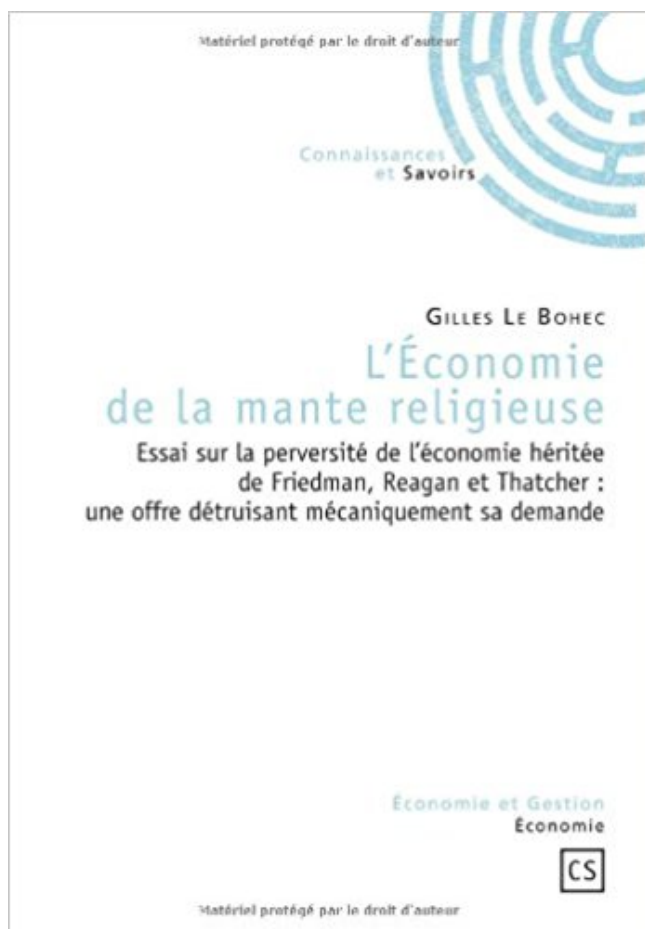 Matériel protégé par le droit d'auteur
Connaissances
et Savoirs
GILLES LE BOHEC
L'Économie
de la mante religieuse
Essai sur la perversité de l'économie héritée
de Friedman, Reagan et Thatcher :
une offre détruisant mécaniquement sa demande
Économie et Gestion
Économie
CS
Matériel protégé par le droit d'auteur